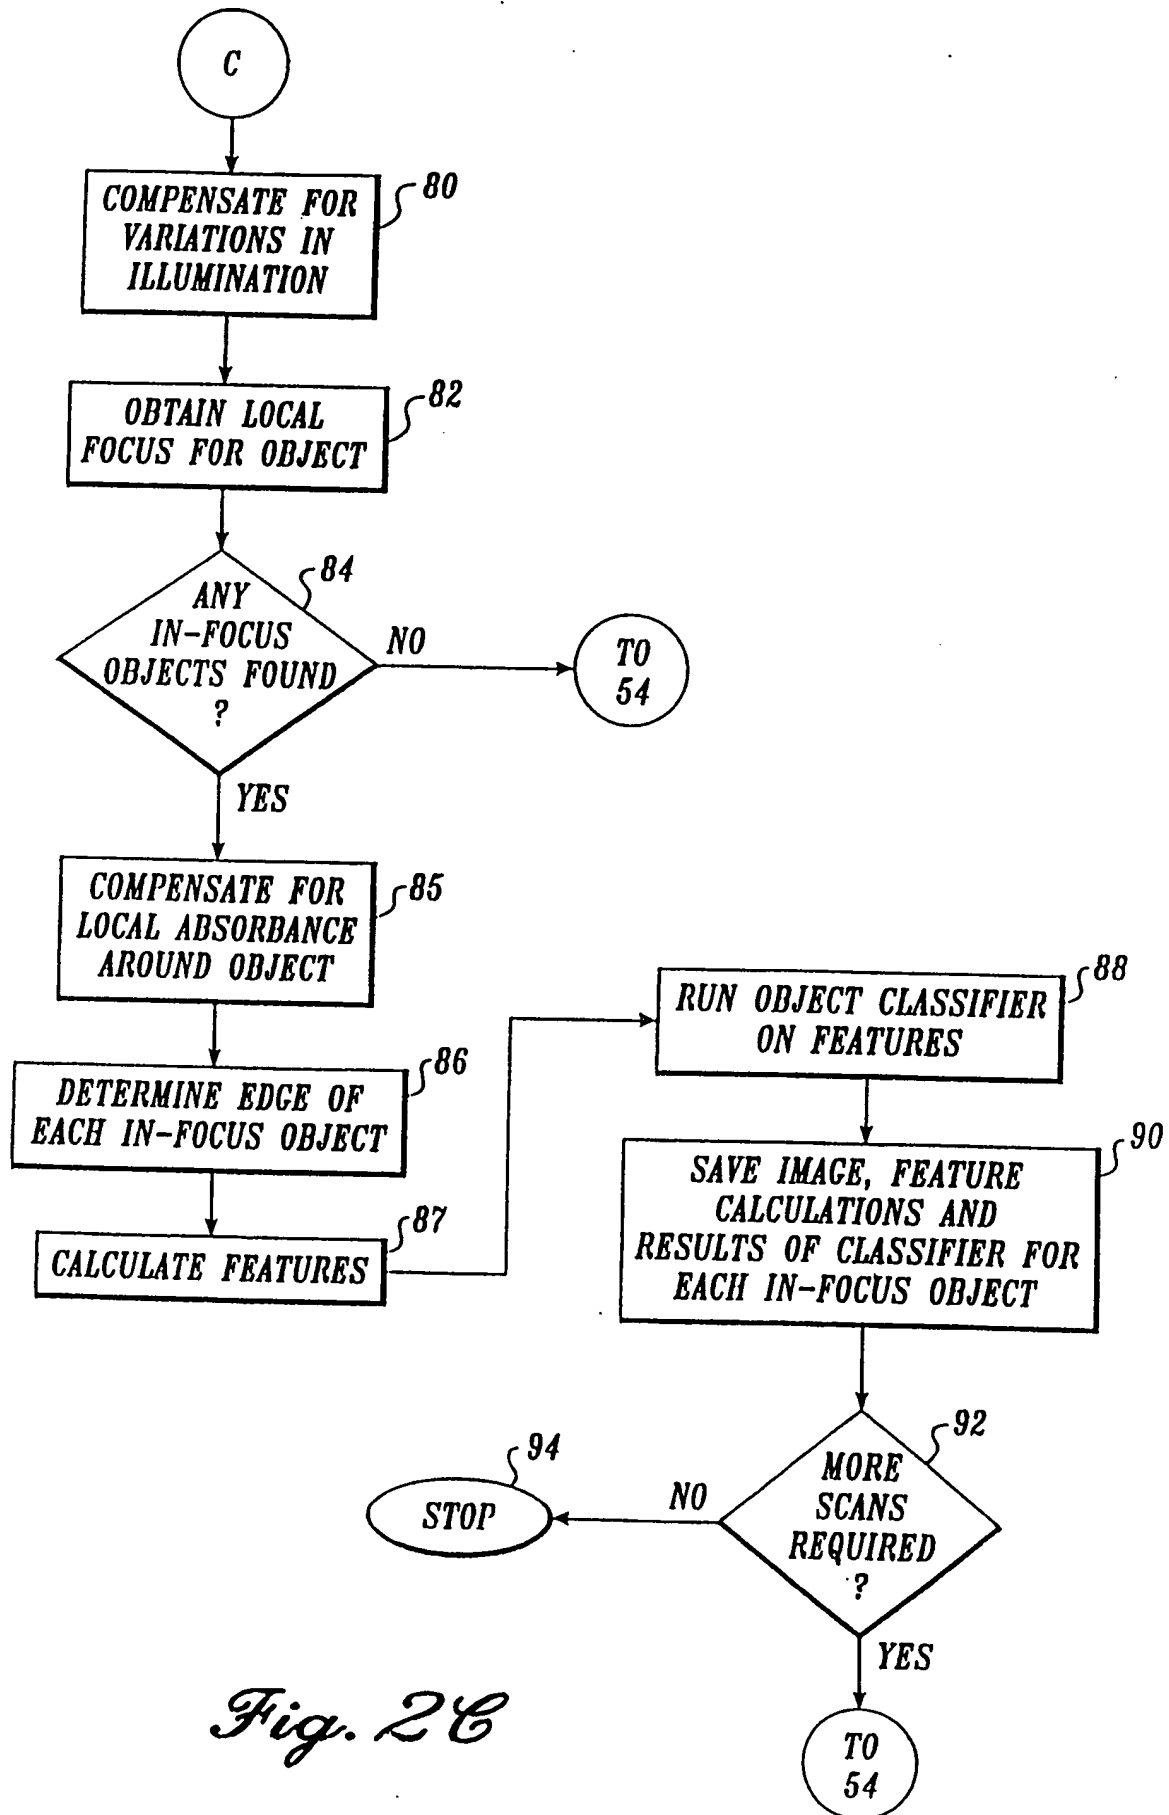 C
COMPENSATE FOR
VARIATIONS IN
ILLUMINATION
80
OBTAIN LOCAL
FOCUS FOR OBJECT
82
ANY
IN-FOCUS
OBJECTS FOUND
?
84
NO
TO
54
YES
COMPENSATE FOR
LOCAL ABSORBANCE
AROUND OBJECT
85
DETERMINE EDGE OF
EACH IN-FOCUS OBJECT
86
CALCULATE FEATURES
87
RUN OBJECT CLASSIFIER
ON FEATURES
88
SAVE IMAGE, FEATURE
CALCULATIONS AND
RESULTS OF CLASSIFIER FOR
EACH IN-FOCUS OBJECT
90
MORE
SCANS
REQUIRED
?
92
NO
STOP
94
YES
TO
54
Fig. 2C